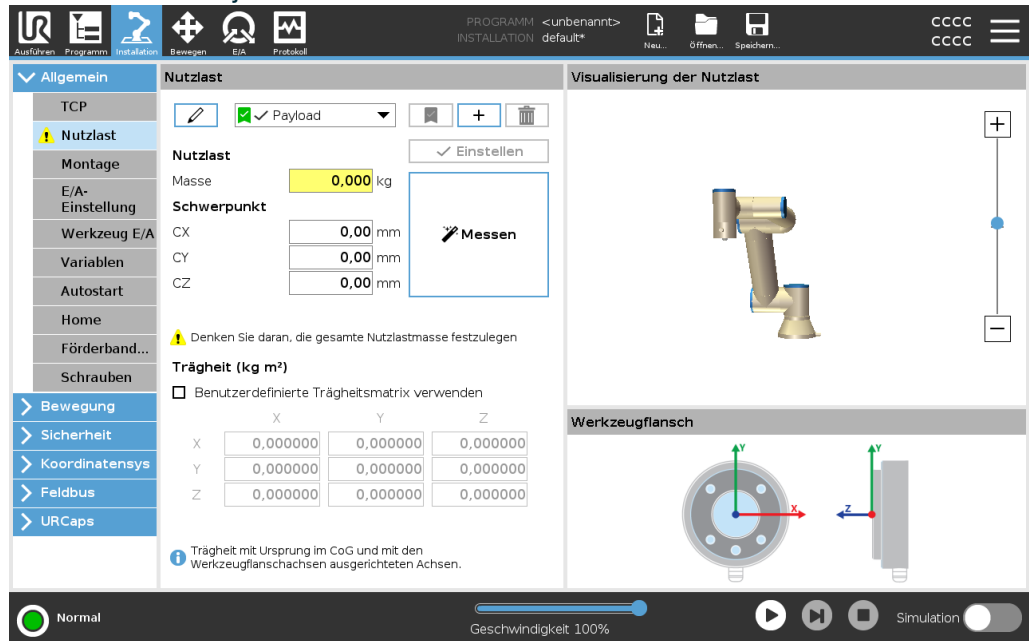 PROGRAMM <unbenannt>
INSTALLATION default*
CCCC
CCCC
Ausführen Programm Installation Bewegen E/A Protokoll Neu... Öffnen... Speichern...
Allgemein
TCP
Nutzlast
Montage
E/A-
Einstellung
Werkzeug E/A
Variablen
Autostart
Home
Förderband...
Schrauben
Bewegung
Sicherheit
Koordinatensys
Feldbus
URCaps
Nutzlast
Payload
Nutzlast
Einstellen
Masse 0,000 kg
Schwerpunkt
CX 0,00 mm
CY 0,00 mm
CZ 0,00 mm
Messen
Denken Sie daran, die gesamte Nutzlastmasse festzulegen
Trägheit (kg m²)
Benutzerdefinierte Trägheitsmatrix verwenden
X Y Z
X 0,000000 0,000000 0,000000
Y 0,000000 0,000000 0,000000
Z 0,000000 0,000000 0,000000
Trägheit mit Ursprung im CoG und mit den
Werkzeugflanschachsen ausgerichteten Achsen.
Visualisierung der Nutzlast
Werkzeugflansch
Y Y
X Z
Normal
Geschwindigkeit 100%
Simulation